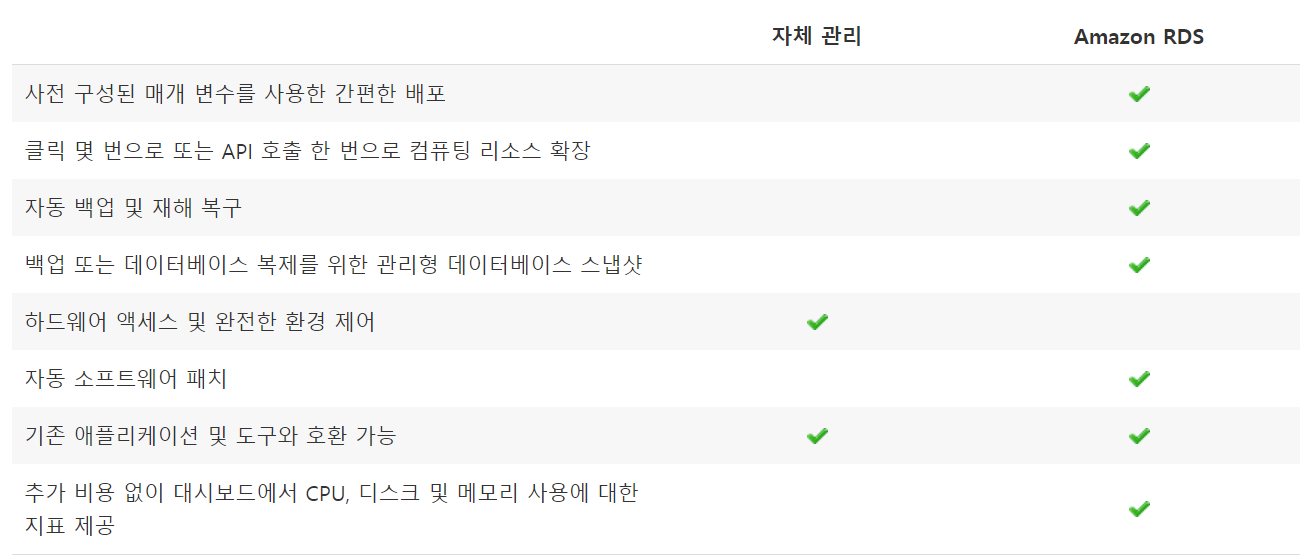 자체 관리 Amazon RDS
사전 구성된 매개 변수를 사용한 간편한 배포
클릭 몇 번으로 또는 API 호출 한 번으로 컴퓨팅 리소스 확장
자동 백업 및 재해 복구
백업 또는 데이터베이스 복제를 위한 관리형 데이터베이스 스냅샷
하드웨어 액세스 및 완전한 환경 제어
자동 소프트웨어 패치
기존 애플리케이션 및 도구와 호환 가능
추가 비용 없이 대시보드에서 CPU, 디스크 및 메모리 사용에 대한
지표 제공